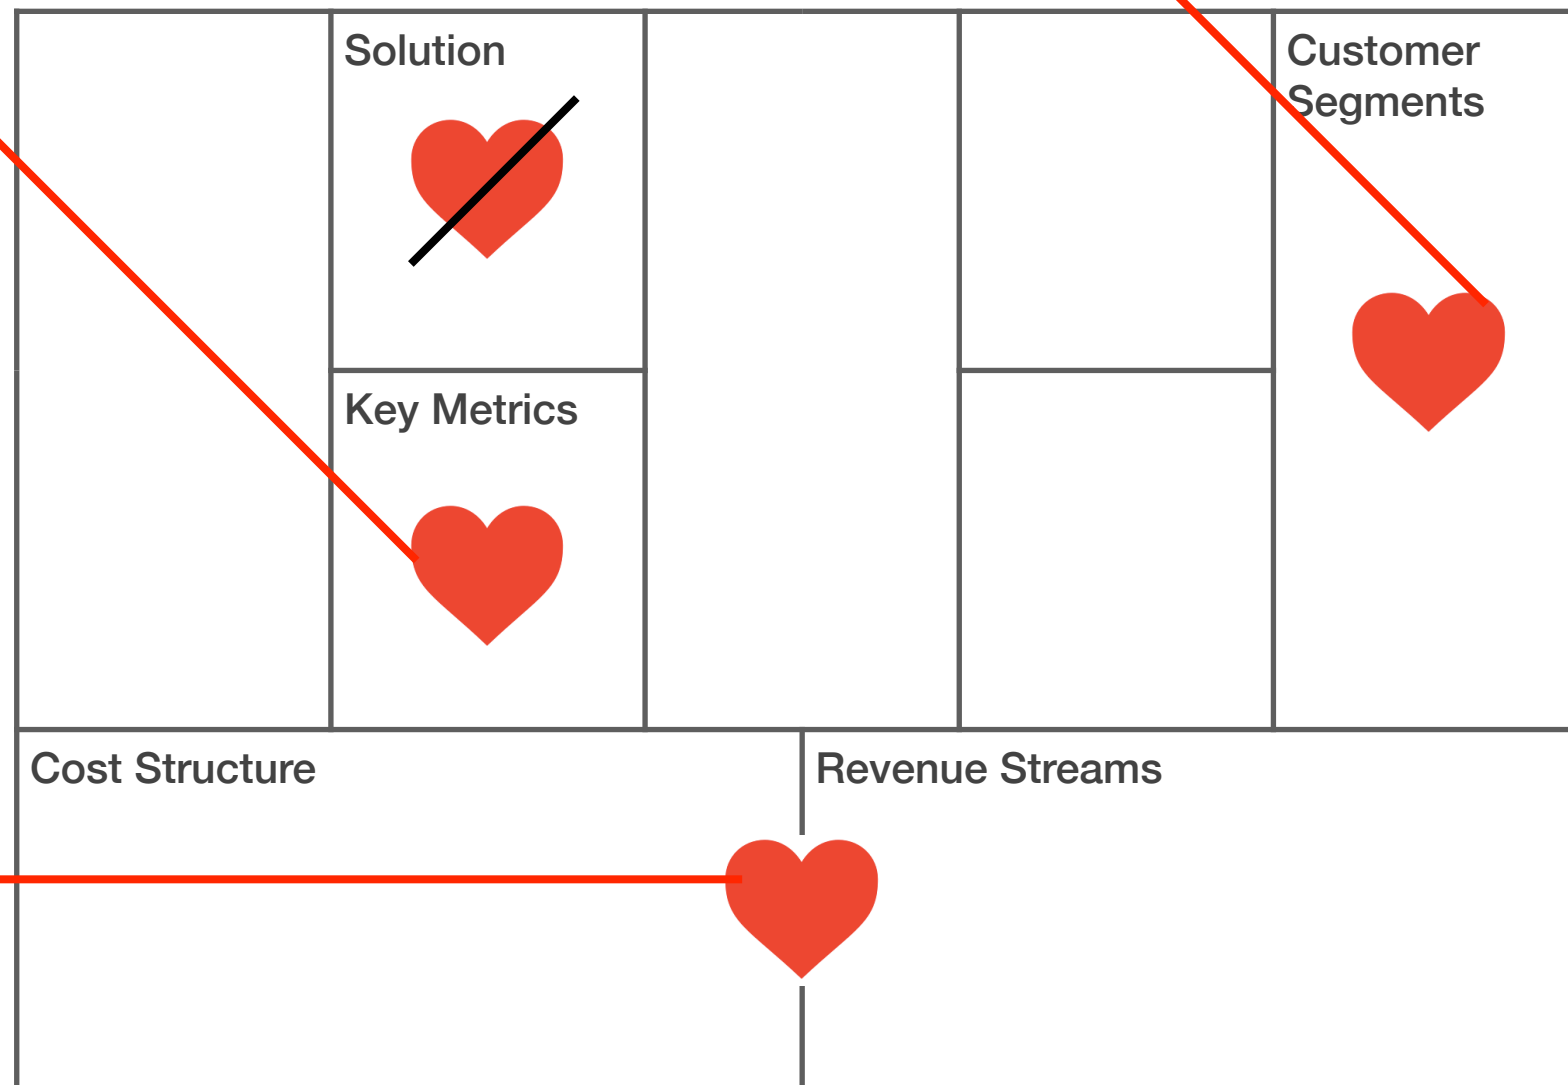 Solution
Customer
Segments
Key Metrics
Cost Structure
Revenue Streams